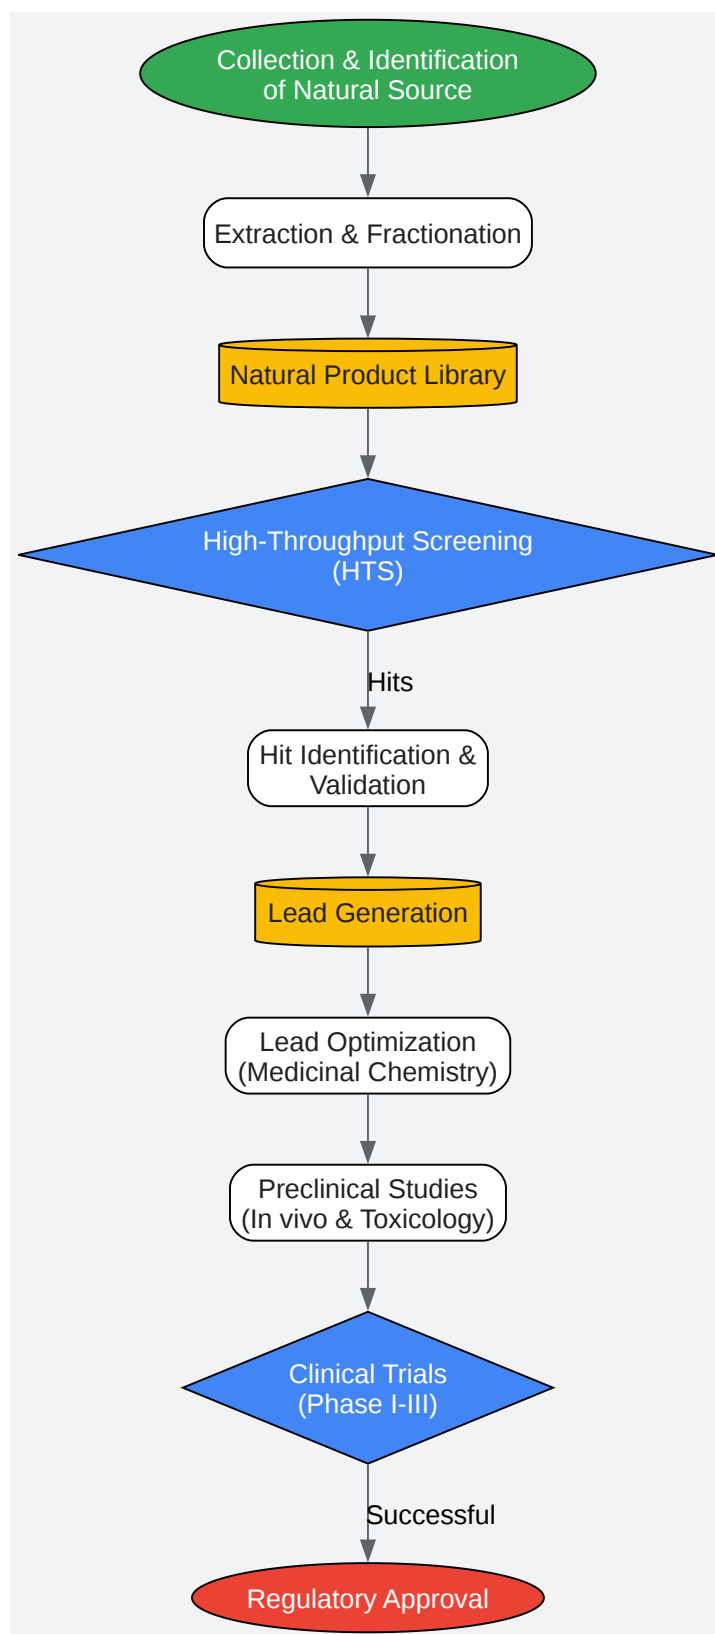 Collection & Identification
of Natural Source
Extraction & Fractionation
Natural Product Library
High-Throughput Screening
(HTS)
Hits
Hit Identification &
Validation
Lead Generation
Lead Optimization
(Medicinal Chemistry)
Preclinical Studies
(In vivo & Toxicology)
Clinical Trials
(Phase I-III)
Successful
Regulatory Approval